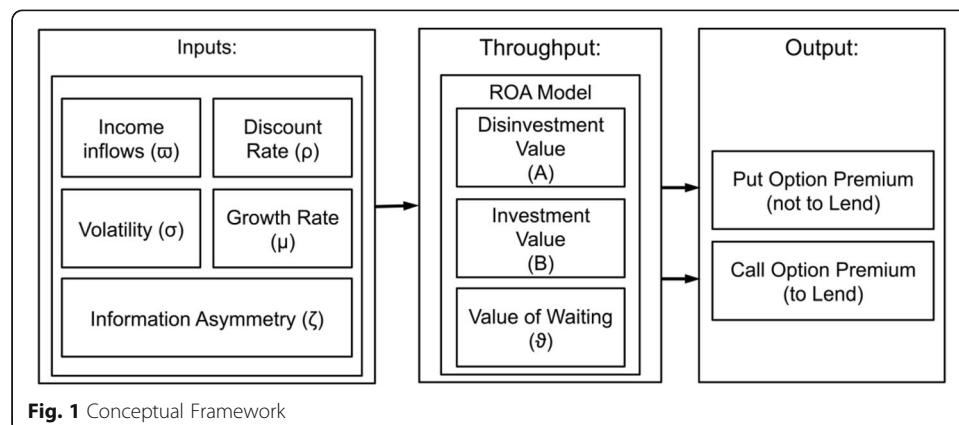 Inputs:
Income
inflows (ϖ)
Discount
Rate (ρ)
Volatility (σ)
Growth Rate
(μ)
Information Asymmetry (ζ)
Throughput:
ROA Model
Disinvestment
Value
(A)
Investment
Value
(B)
Value of Waiting
(ϑ)
Output:
Put Option Premium
(not to Lend)
Call Option Premium
(to Lend)
Fig. 1 Conceptual Framework